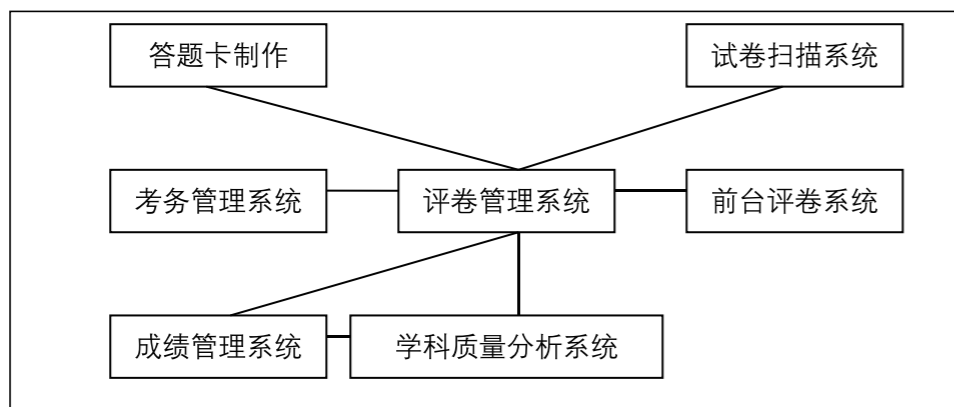 答题卡制作
试卷扫描系统
考务管理系统
评卷管理系统
前台评卷系统
成绩管理系统
学科质量分析系统